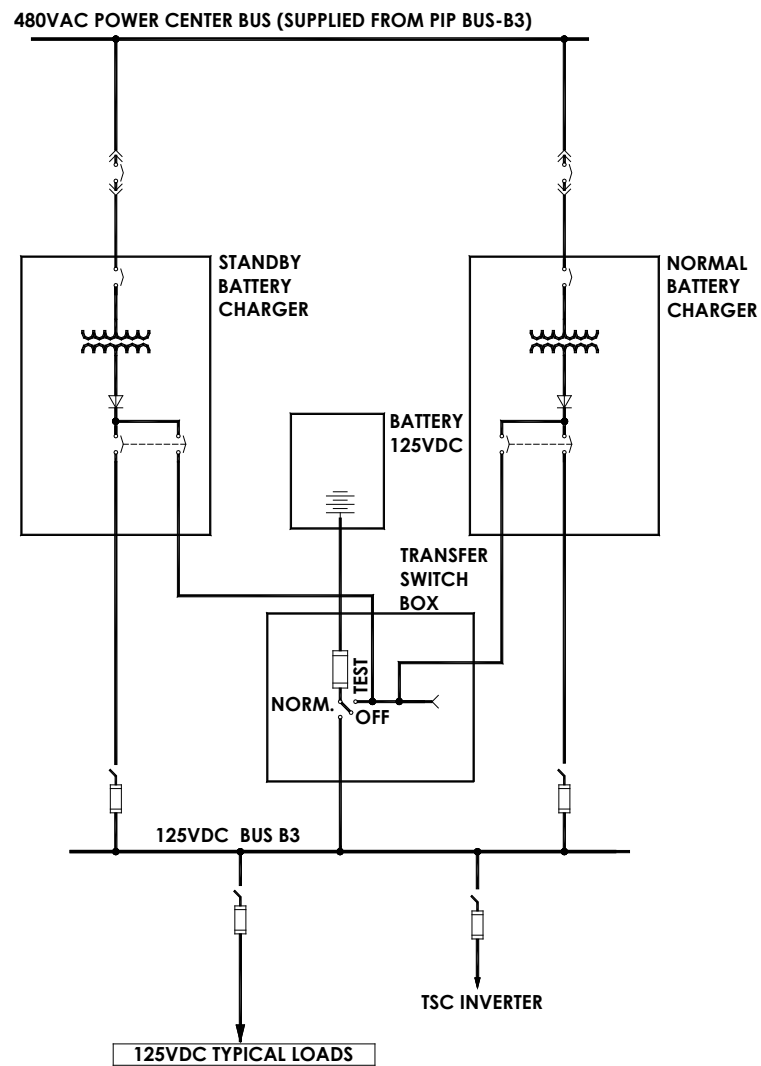 480VAC POWER CENTER BUS (SUPPLIED FROM PIP BUS-B3)
STANDBY
BATTERY
CHARGER
NORMAL
BATTERY
CHARGER
BATTERY
125VDC
TRANSFER
SWITCH
BOX
TEST
NORM.
OFF
125VDC BUS B3
TSC INVERTER
125VDC TYPICAL LOADS